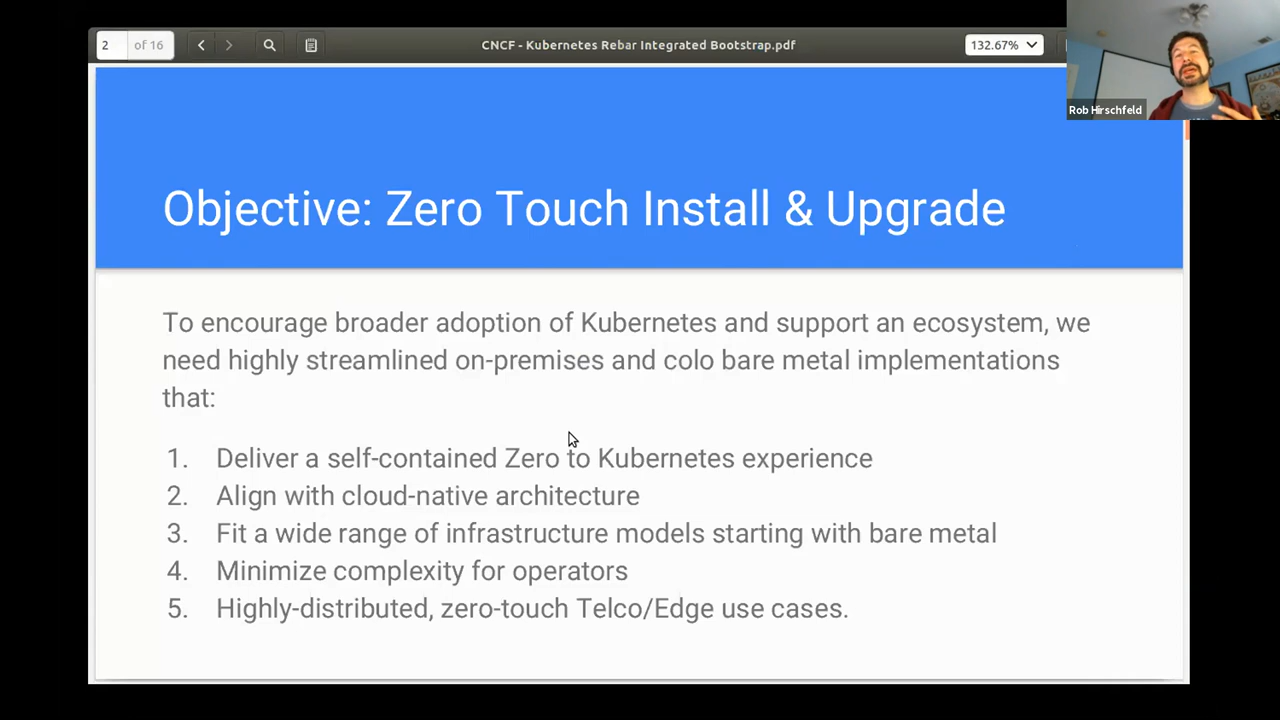 2 of 16
CNCF - Kubernetes Rebar Integrated Bootstrap.pdf
132.67%
Rob Hirschfeld
Objective: Zero Touch Install & Upgrade
To encourage broader adoption of Kubernetes and support an ecosystem, we
need highly streamlined on-premises and colo bare metal implementations
that:
1. Deliver a self-contained Zero to Kubernetes experience
2. Align with cloud-native architecture
3. Fit a wide range of infrastructure models starting with bare metal
4. Minimize complexity for operators
5. Highly-distributed, zero-touch Telco/Edge use cases.